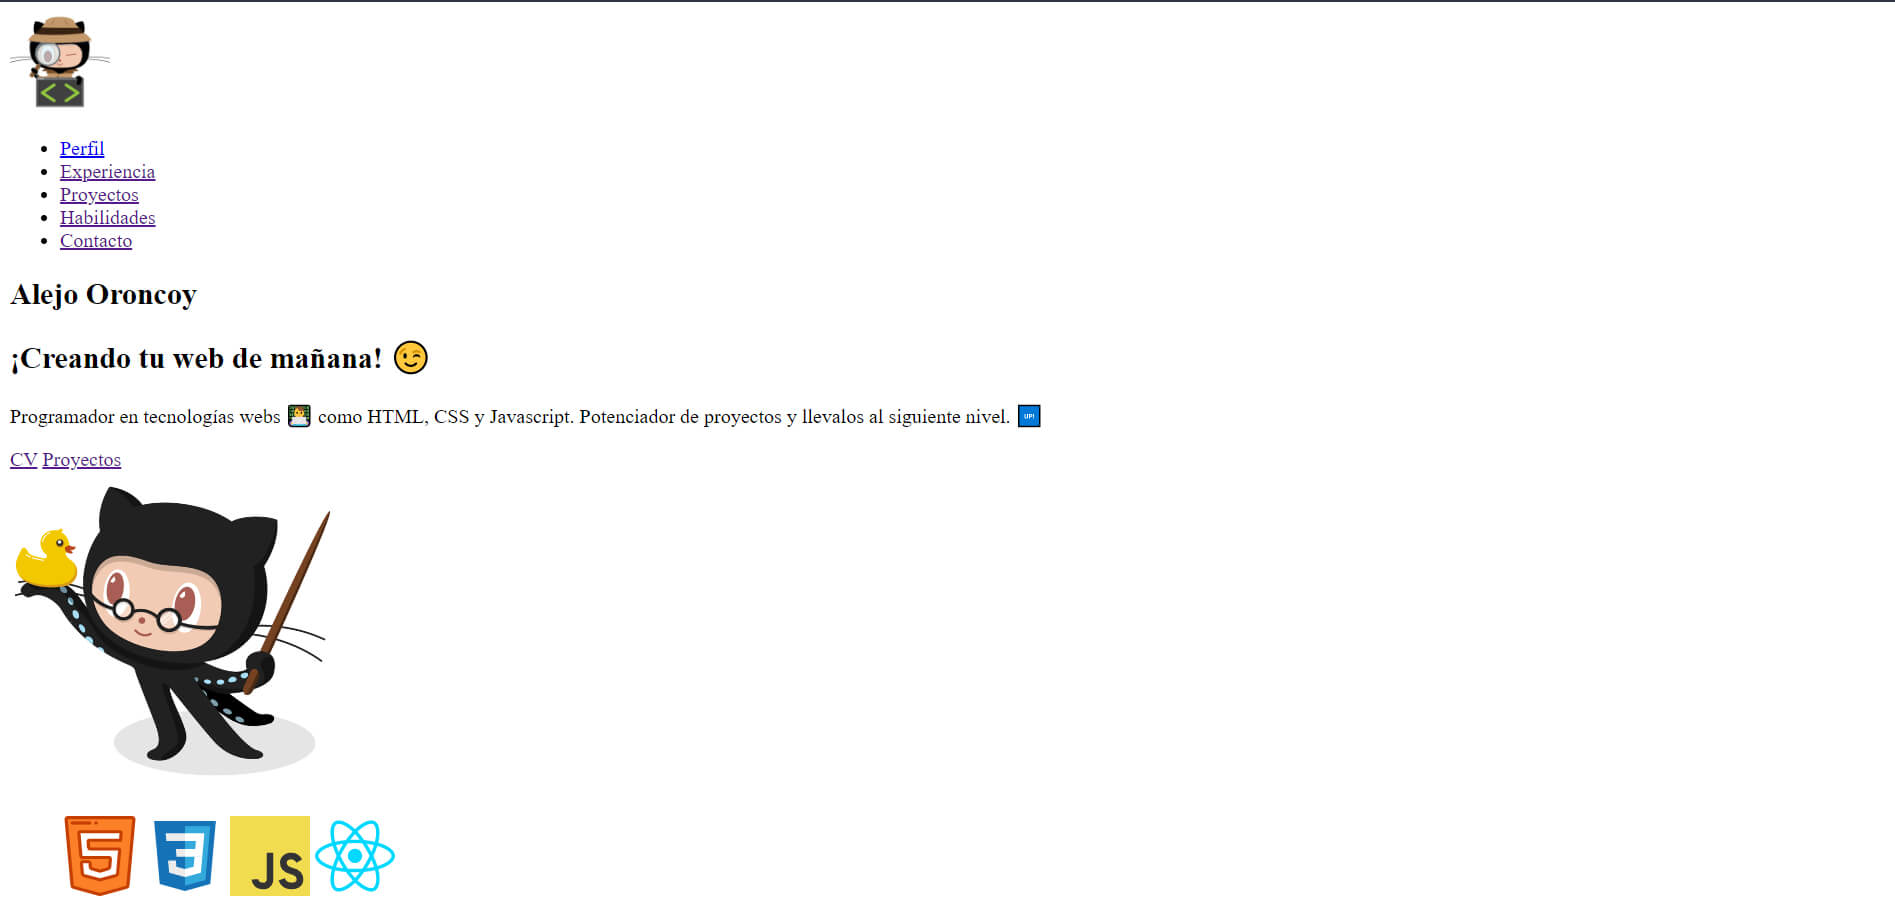 < >
Perfil
Experiencia
Proyectos
Habilidades
Contacto
Alejo Oroncoy
¡Creando tu web de mañana! 😉
Programador en tecnologías webs 👨‍💻 como HTML, CSS y Javascript. Potenciador de proyectos y llevalos al siguiente nivel. UP!
CV Proyectos
5 3 JS